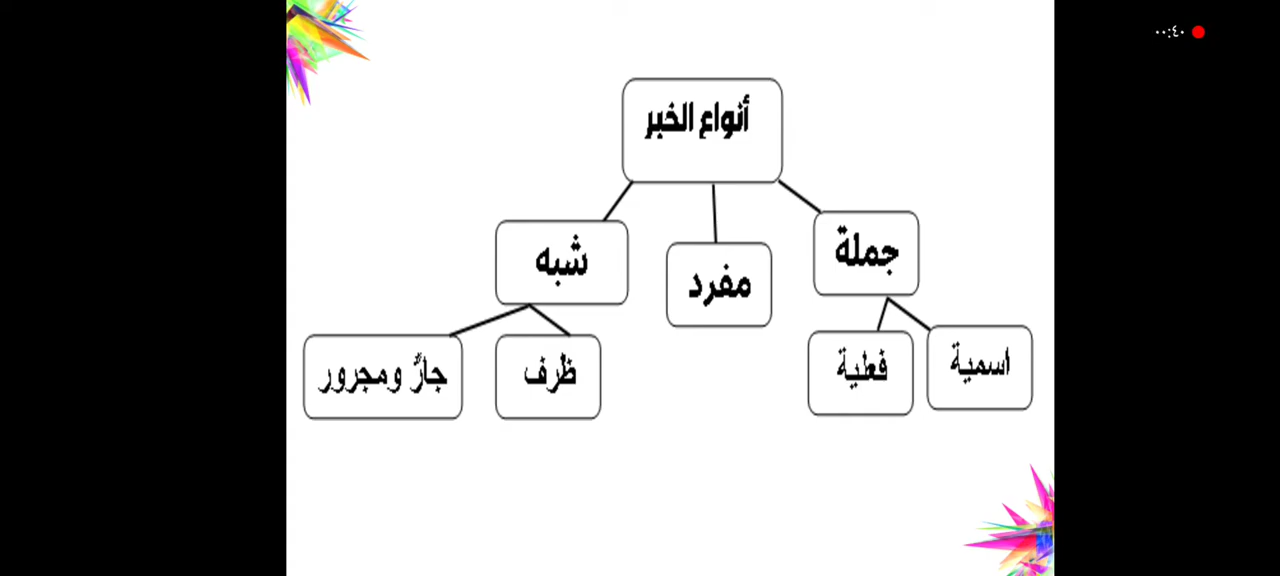 ٠٠:٤٠
أنواع الخبر
جملة
مفرد
شبه
اسمية
فعلية
ظرف
جارٌ ومجرور